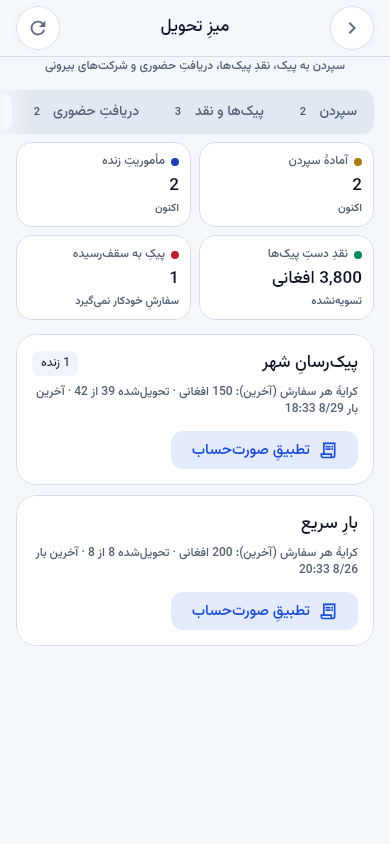 میزِ تحویل
سپردن به پیک، نقدِ پیک‌ها، دریافتِ حضوری و شرکت‌های بیرونی
سپردن 2
پیک‌ها و نقد 3
دریافتِ حضوری 2
آمادهٔ سپردن
2
اکنون
مأموریتِ زنده
2
اکنون
نقدِ دستِ پیک‌ها
3,800 افغانی
تسویه‌نشده
پیکِ به سقف‌رسیده
1
سفارشِ خودکار نمی‌گیرد
پیک‌رسانِ شهر
1 زنده
کرایهٔ هر سفارش (آخرین): 150 افغانی · تحویل‌شده 39 از 42 · آخرین
بار 8/29 18:33
تطبیقِ صورت‌حساب
بارِ سریع
کرایهٔ هر سفارش (آخرین): 200 افغانی · تحویل‌شده 8 از 8 · آخرین بار
8/26 20:33
تطبیقِ صورت‌حساب